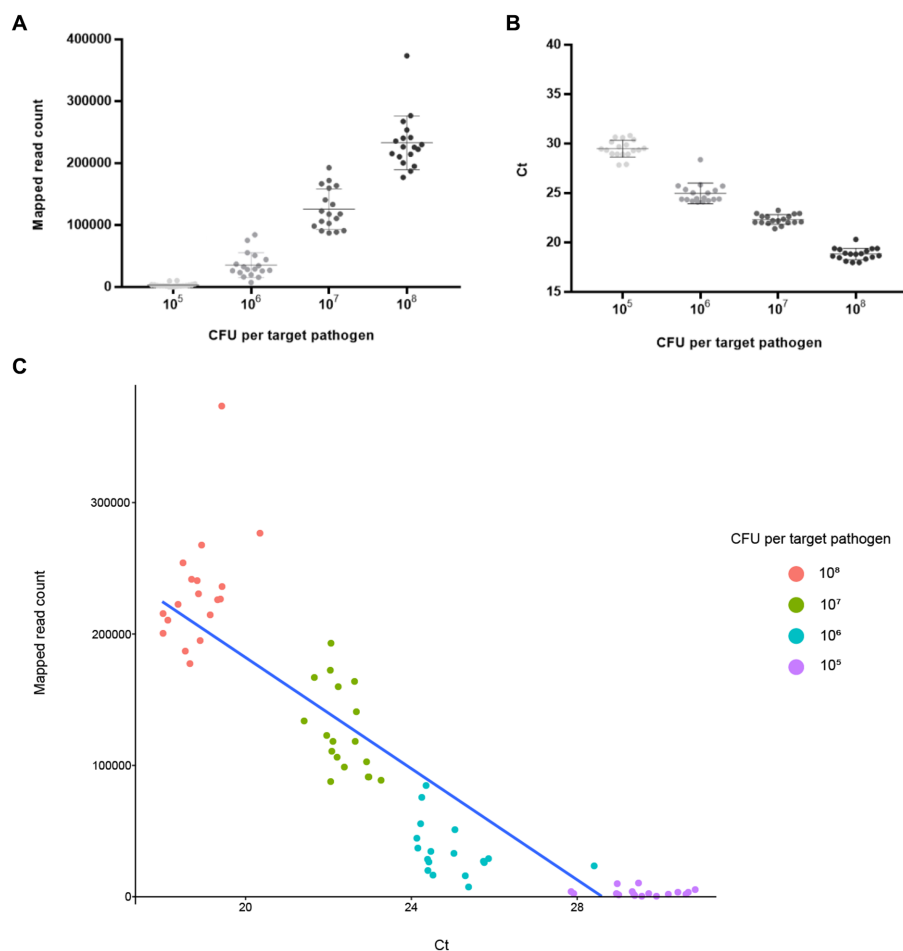 A
400000
300000
200000
100000
0
Mapped read count
10⁵ 10⁶ 10⁷ 10⁸
CFU per target pathogen
B
40
35
30
25
20
15
Ct
10⁵ 10⁶ 10⁷ 10⁸
CFU per target pathogen
C
300000
200000
100000
0
Mapped read count
20 24 28
Ct
CFU per target pathogen
10⁸
10⁷
10⁶
10⁵